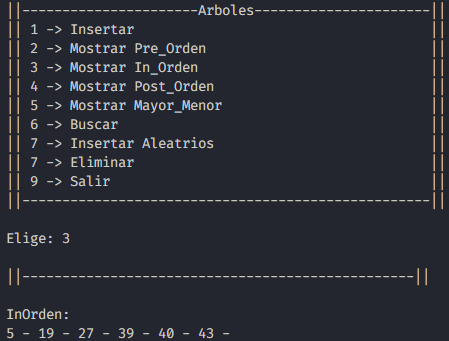 ||----------------------Arboles----------------------||
|| 1 -> Insertar ||
|| 2 -> Mostrar Pre_Orden ||
|| 3 -> Mostrar In_Orden ||
|| 4 -> Mostrar Post_Orden ||
|| 5 -> Mostrar Mayor_Menor ||
|| 6 -> Buscar ||
|| 7 -> Insertar Aleatrios ||
|| 7 -> Eliminar ||
|| 9 -> Salir ||
||---------------------------------------------------||
Elige: 3
||-------------------------------------------------||
InOrden:
5 - 19 - 27 - 39 - 40 - 43 -